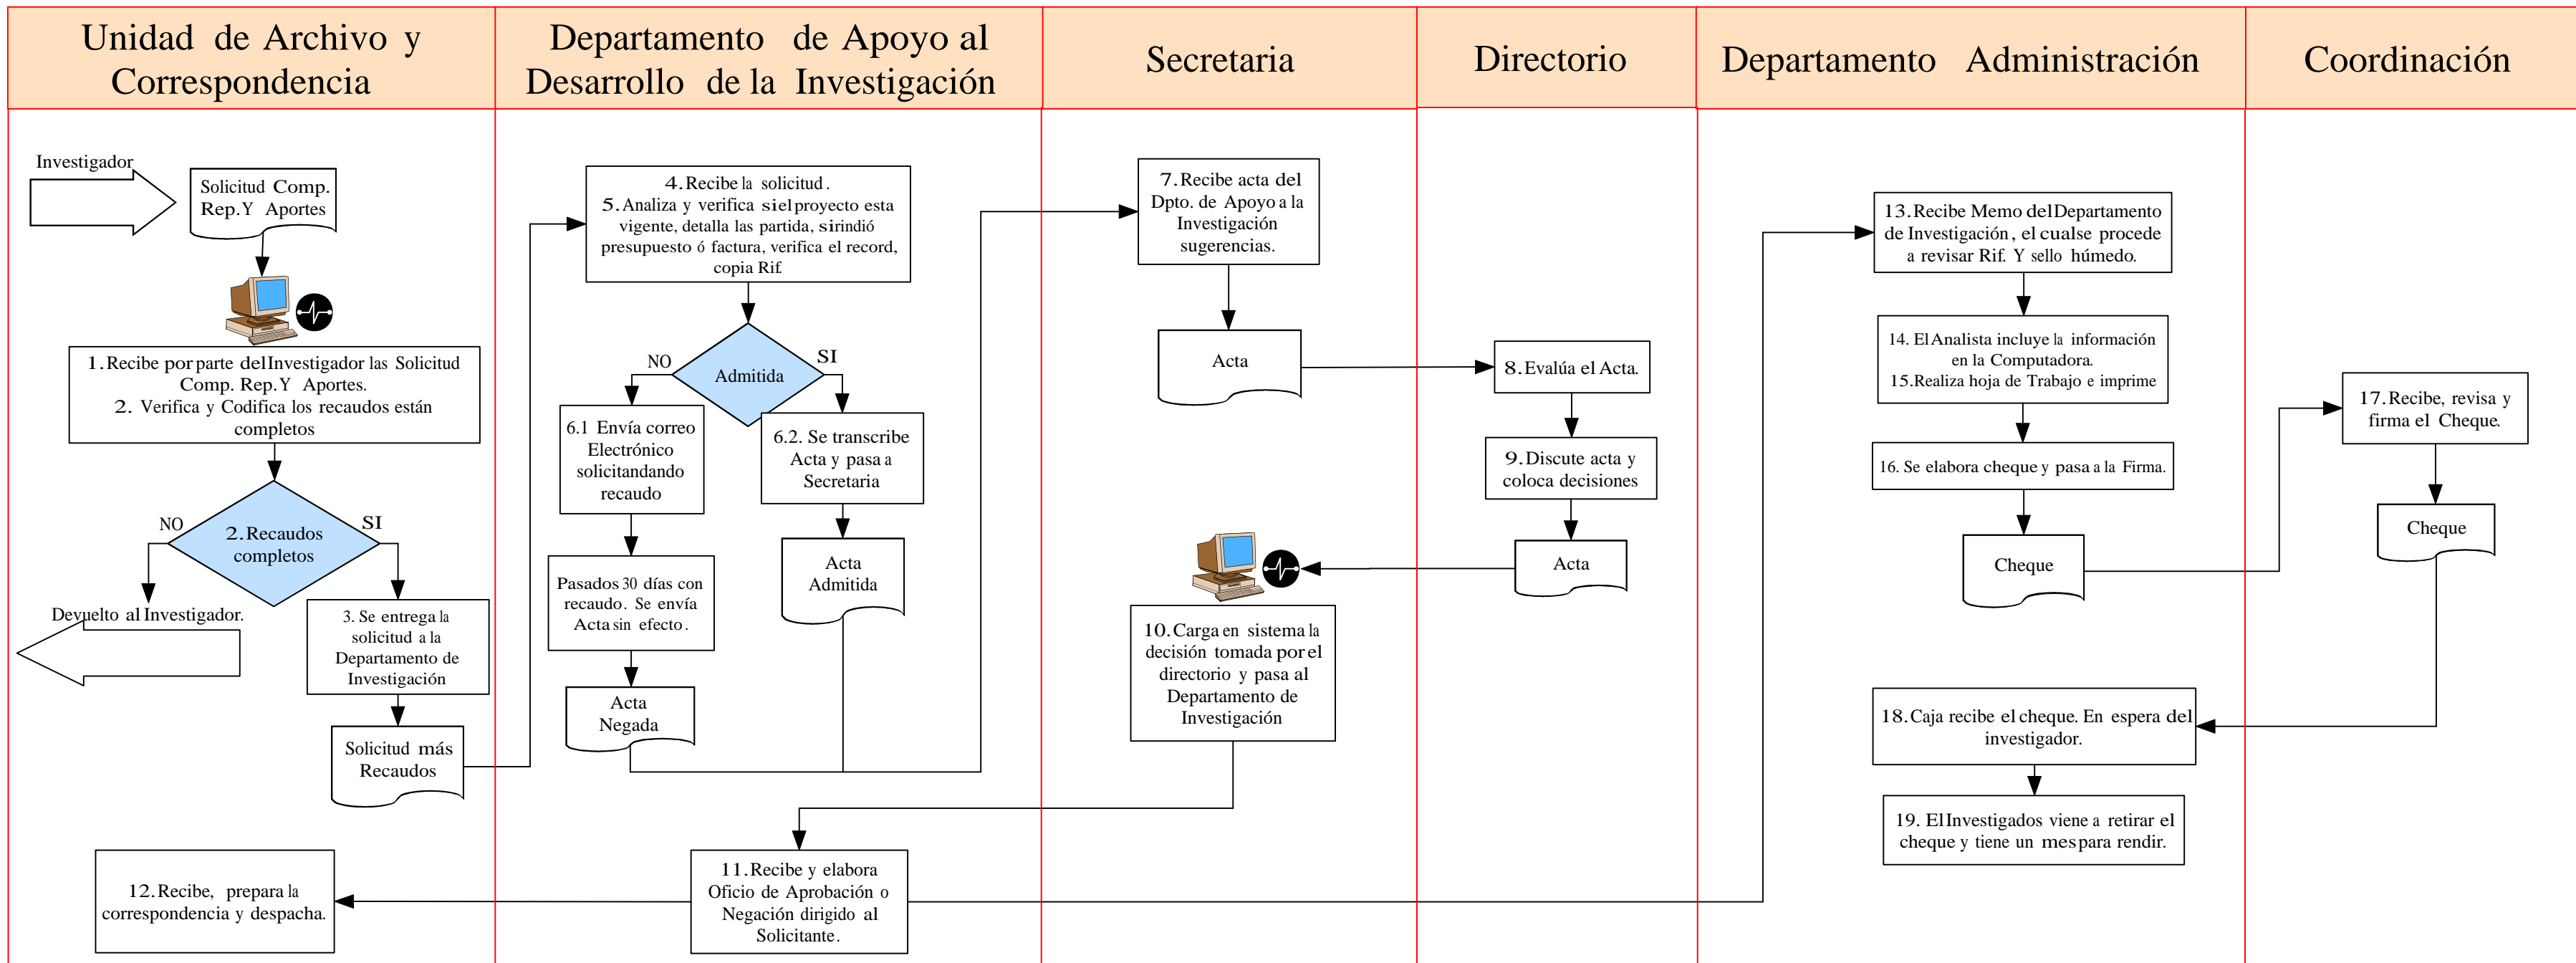 Unidad de Archivo y
Correspondencia
Departamento de Apoyo al
Desarrollo de la Investigación
Secretaria
Directorio
Departamento Administración
Coordinación
Investigador
Solicitud Comp.
Rep.Y Aportes
1.Recibe por parte del Investigador las Solicitud
Comp. Rep.Y Aportes.
2. Verifica y Codifica los recaudos están
completos
NO
SI
2.Recaudos
completos
Devuelto al Investigador.
3. Se entrega la
solicitud a la
Departamento de
Investigación
Solicitud más
Recaudos
12.Recibe, prepara la
correspondencia y despacha.
4.Recibe la solicitud.
5.Analiza y verifica si el proyecto esta
vigente, detalla las partida, si rindió
presupuesto ó factura, verifica el record,
copia Rif.
NO
SI
Admitida
6.1 Envía correo
Electrónico
solicitandando
recaudo
6.2. Se transcribe
Acta y pasa a
Secretaria
Pasados 30 días con
recaudo. Se envía
Acta sin efecto.
Acta
Admitida
Acta
Negada
11.Recibe y elabora
Oficio de Aprobación o
Negación dirigido al
Solicitante.
7.Recibe acta del
Dpto. de Apoyo a la
Investigación
sugerencias.
Acta
10.Carga en sistema la
decisión tomada por el
directorio y pasa al
Departamento de
Investigación
8.Evalúa el Acta.
9.Discute acta y
coloca decisiones
Acta
13.Recibe Memo del Departamento
de Investigación, el cual se procede
a revisar Rif. Y sello húmedo.
14. El Analista incluye la información
en la Computadora.
15.Realiza hoja de Trabajo e imprime
16. Se elabora cheque y pasa a la Firma.
Cheque
18.Caja recibe el cheque. En espera del
investigador.
19. El Investigados viene a retirar el
cheque y tiene un mes para rendir.
17.Recibe, revisa y
firma el Cheque.
Cheque